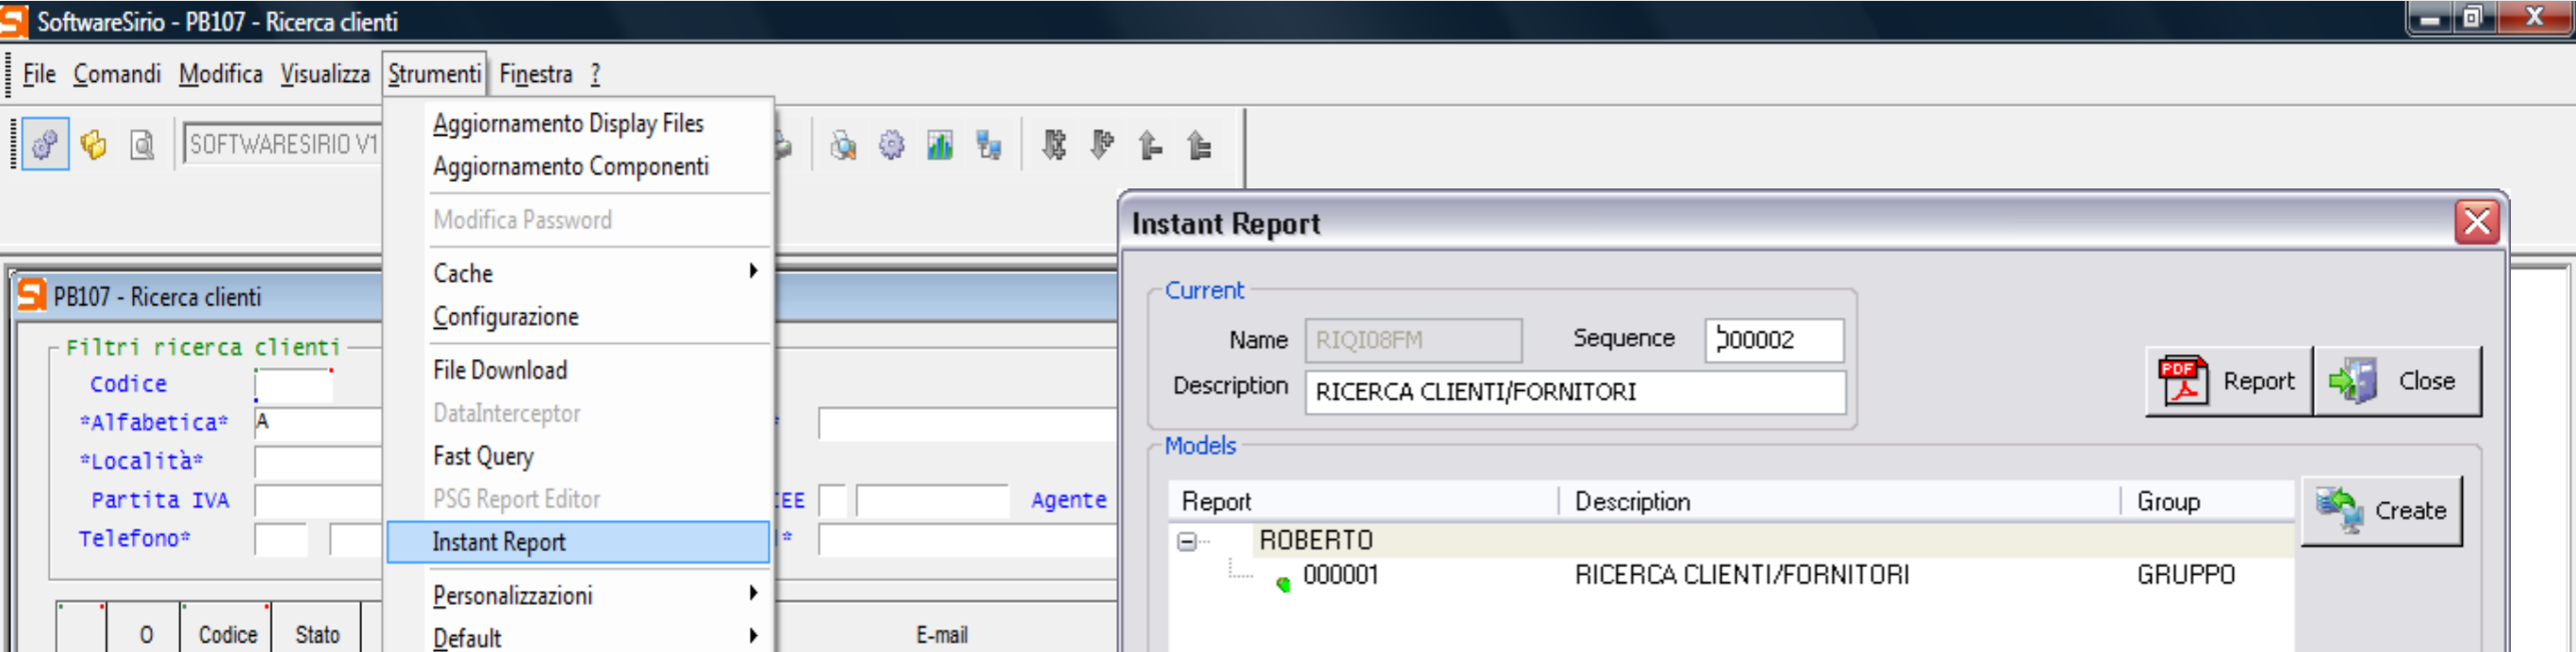 SoftwareSirio - PB107 - Ricerca clienti
File Comandi Modifica Visualizza Strumenti Finestra ?
SOFTWARESIRIO V1
Aggiornamento Display Files
Aggiornamento Componenti
Modifica Password
Cache
Configurazione
File Download
DataInterceptor
Fast Query
PSG Report Editor
Instant Report
Personalizzazioni
Default
PB107 - Ricerca clienti
Filtri ricerca clienti
Codice
*Alfabetica* A
*Località*
Partita IVA CEE Agente
Telefono*
O Codice Stato E-mail
Instant Report
Current
Name RIQI08FM Sequence 000002
Description RICERCA CLIENTI/FORNITORI
PDF Report Close
Models
Report Description Group
Create
ROBERTO
000001 RICERCA CLIENTI/FORNITORI GRUPPO